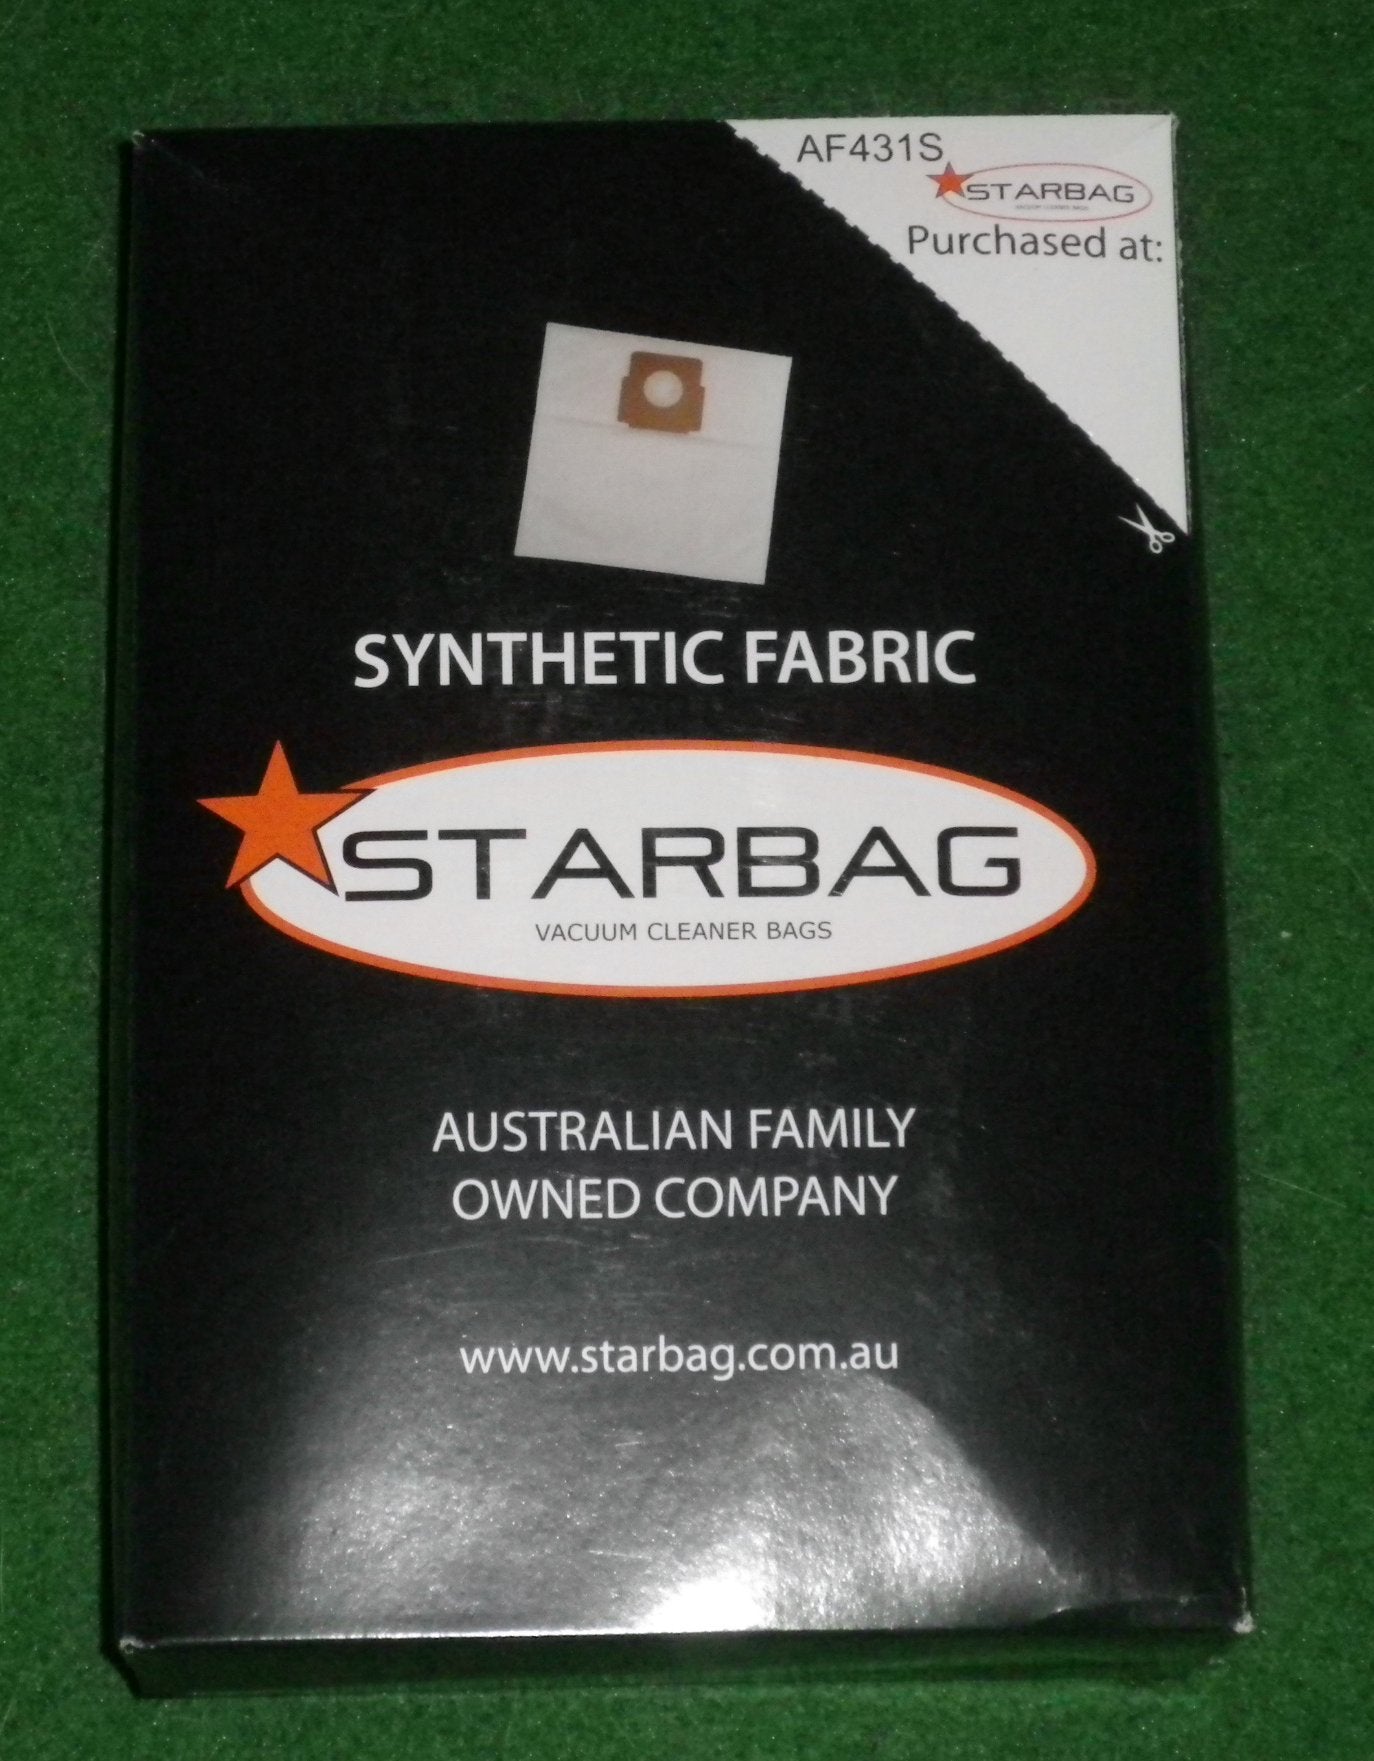 AF431S
STARBAG
VACUUM CLEANER BAGS
Purchased at:
SYNTHETIC FABRIC
STARBAG
VACUUM CLEANER BAGS
AUSTRALIAN FAMILY
OWNED COMPANY
www.starbag.com.au